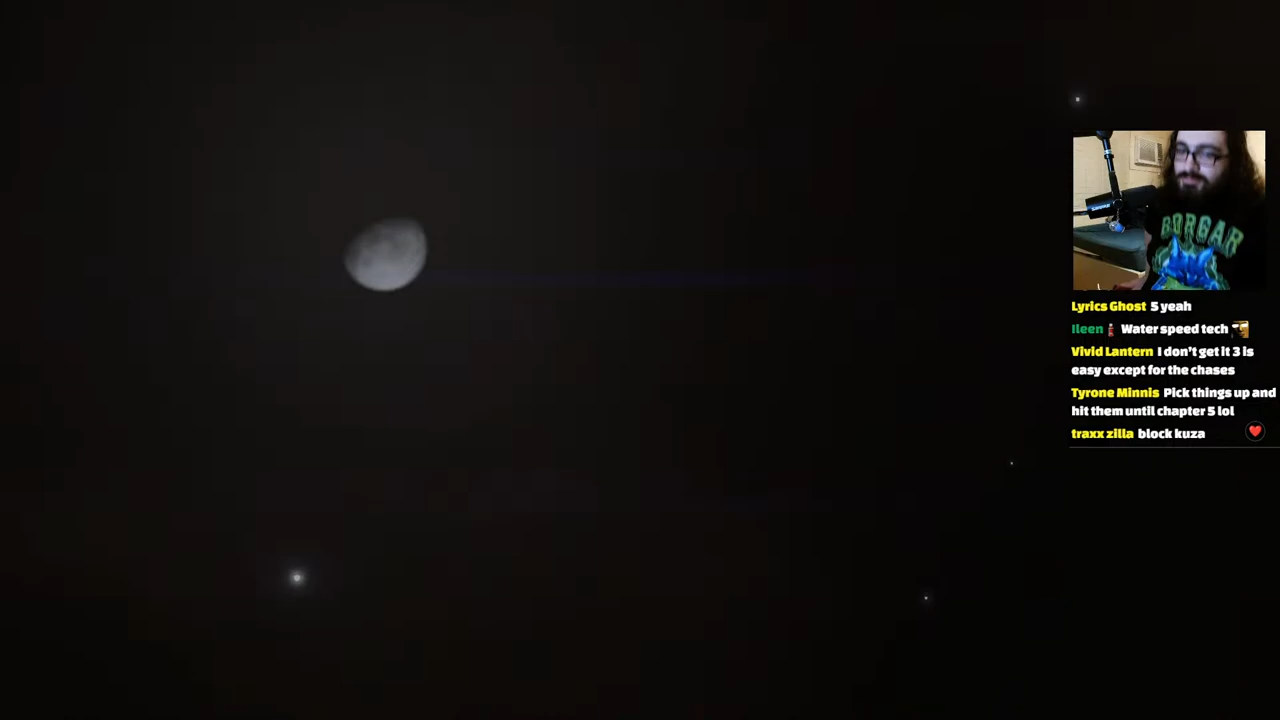 BORGAR
Lyrics Ghost 5 yeah
Ileen Water speed tech
Vivid Lantern I don't get it 3 is
easy except for the chases
Tyrone Minnis Pick things up and
hit them until chapter 5 lol
traxx zilla block kuza